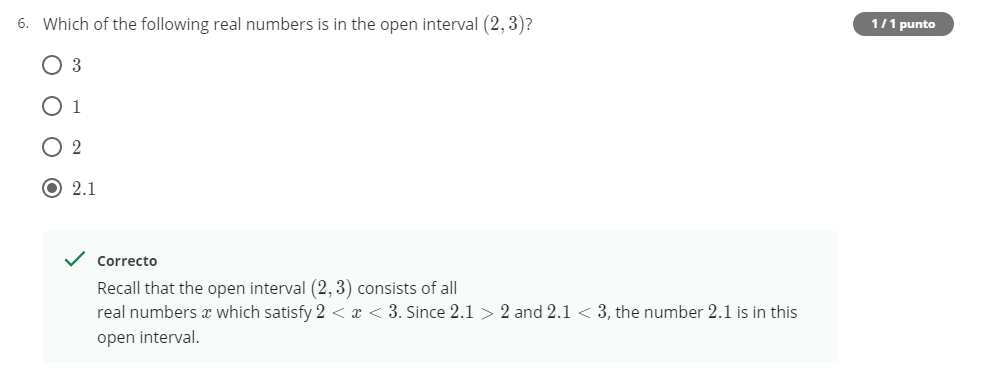 6. Which of the following real numbers is in the open interval (2, 3)?
1 / 1 punto
3
1
2
2.1
Correcto
Recall that the open interval (2, 3) consists of all
real numbers x which satisfy 2 < x < 3. Since 2.1 > 2 and 2.1 < 3, the number 2.1 is in this
open interval.